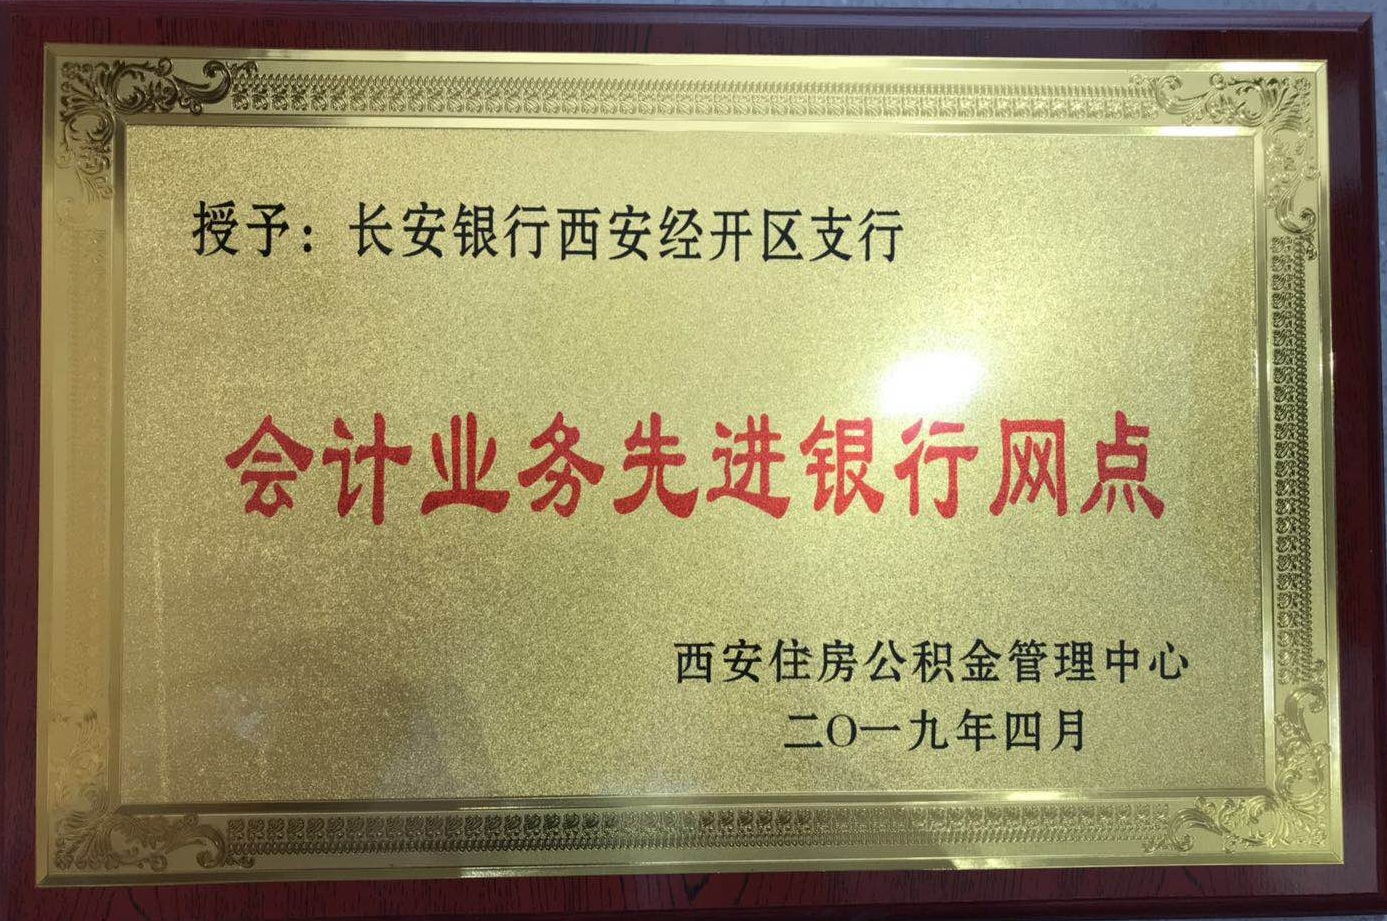 授予：长安银行西安经开区支行
会计业务先进银行网点
西安住房公积金管理中心
二〇一九年四月